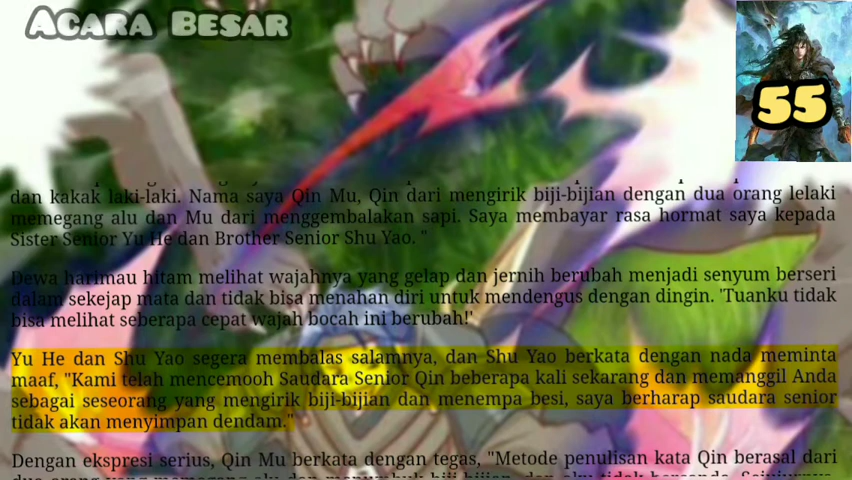 Acara Besar
55
dan kakak laki-laki. Nama saya Qin Mu, Qin dari mengirik biji-bijian dengan dua orang lelaki
memegang alu dan Mu dari menggembalakan sapi. Saya membayar rasa hormat saya kepada
Sister Senior Yu He dan Brother Senior Shu Yao. "
Dewa harimau hitam melihat wajahnya yang gelap dan jernih berubah menjadi senyum berseri
dalam sekejap mata dan tidak bisa menahan diri untuk mendengus dengan dingin. 'Tuanku tidak
bisa melihat seberapa cepat wajah bocah ini berubah!'
Yu He dan Shu Yao segera membalas salamnya, dan Shu Yao berkata dengan nada meminta
maaf, "Kami telah mencemooh Saudara Senior Qin beberapa kali sekarang dan memanggil Anda
sebagai seseorang yang mengirik biji-bijian dan menempa besi, saya berharap saudara senior
tidak akan menyimpan dendam."
Dengan ekspresi serius, Qin Mu berkata dengan tegas, "Metode penulisan kata Qin berasal dari